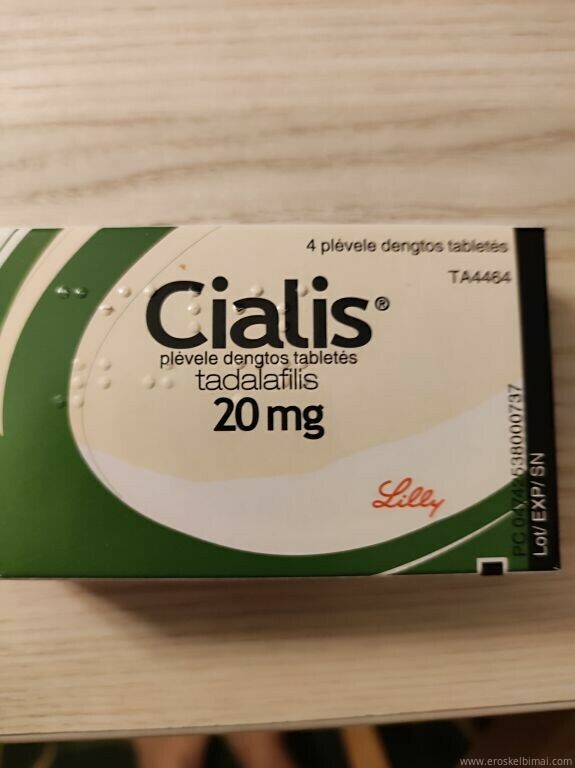 4 plėvele dengtos tabletės
TA4464
Cialis®
plėvele dengtos tabletės
tadalafilis
20 mg
Lilly
Lot/ EXP/ SN
www.eroskelbimai.com